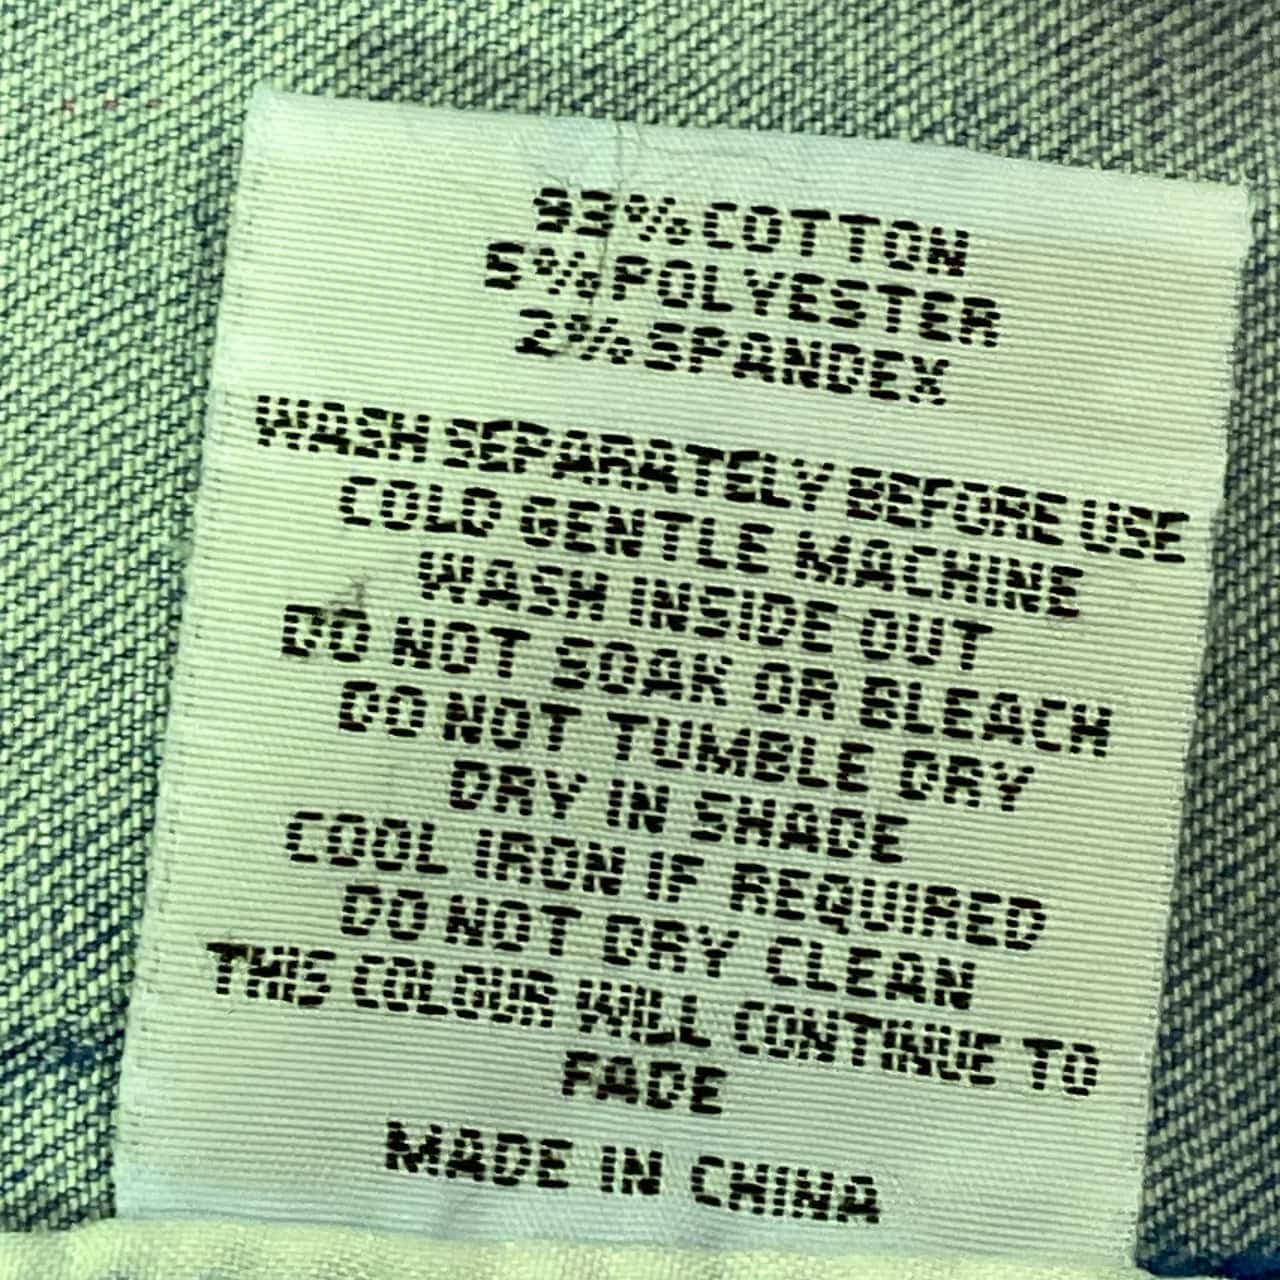 93% COTTON
5% POLYESTER
2% SPANDEX
WASH SEPARATELY BEFORE USE
COLD GENTLE MACHINE
WASH INSIDE OUT
DO NOT SOAK OR BLEACH
DO NOT TUMBLE DRY
DRY IN SHADE
COOL IRON IF REQUIRED
DO NOT DRY CLEAN
THIS COLOUR WILL CONTINUE TO
FADE
MADE IN CHINA